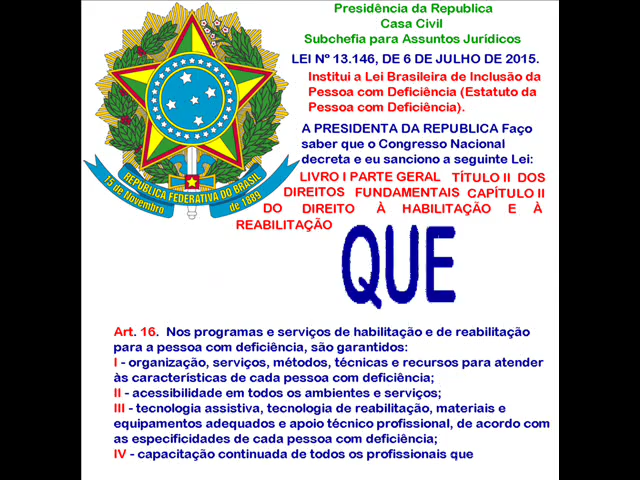 Presidência da Republica
Casa Civil
Subchefia para Assuntos Jurídicos
LEI Nº 13.146, DE 6 DE JULHO DE 2015.
Institui a Lei Brasileira de Inclusão da
Pessoa com Deficiência (Estatuto da
Pessoa com Deficiência).
A PRESIDENTA DA REPUBLICA Faço
saber que o Congresso Nacional
decreta e eu sanciono a seguinte Lei:
LIVRO I PARTE GERAL TÍTULO II DOS
DIREITOS FUNDAMENTAIS CAPÍTULO II
DO DIREITO À HABILITAÇÃO E À
REABILITAÇÃO
REPUBLICA FEDERATIVA DO BRASIL
15 de Novembro
de 1889
QUE
Art. 16. Nos programas e serviços de habilitação e de reabilitação
para a pessoa com deficiência, são garantidos:
I - organização, serviços, métodos, técnicas e recursos para atender
às características de cada pessoa com deficiência;
II - acessibilidade em todos os ambientes e serviços;
III - tecnologia assistiva, tecnologia de reabilitação, materiais e
equipamentos adequados e apoio técnico profissional, de acordo com
as especificidades de cada pessoa com deficiência;
IV - capacitação continuada de todos os profissionais que